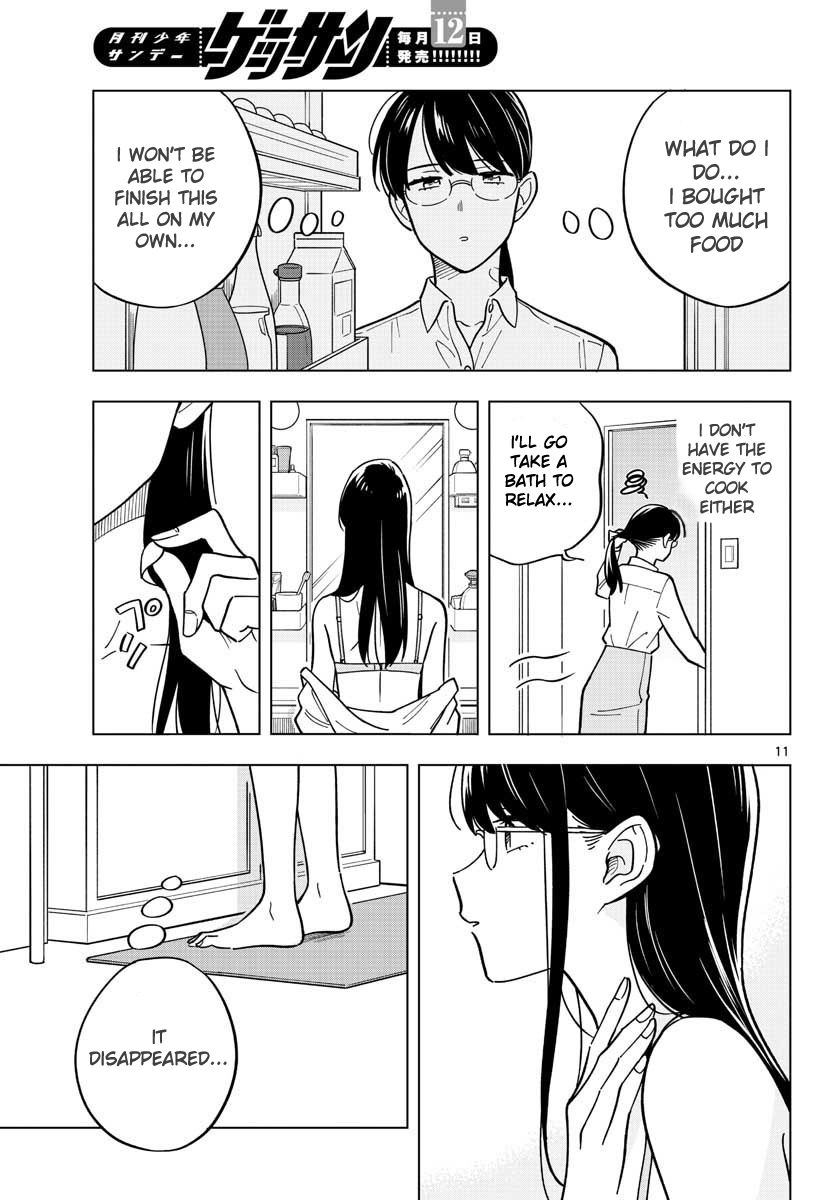 月刊少年
サンデー
ゲッサン
毎月12日
発売!!!!!!!!
WHAT DO I
DO...
I BOUGHT
TOO MUCH
FOOD
I WON'T BE
ABLE TO
FINISH THIS
ALL ON MY
OWN...
I DON'T
HAVE THE
ENERGY TO
COOK
EITHER
I'LL GO
TAKE A
BATH TO
RELAX...
ペリ
11
IT
DISAPPEARED...